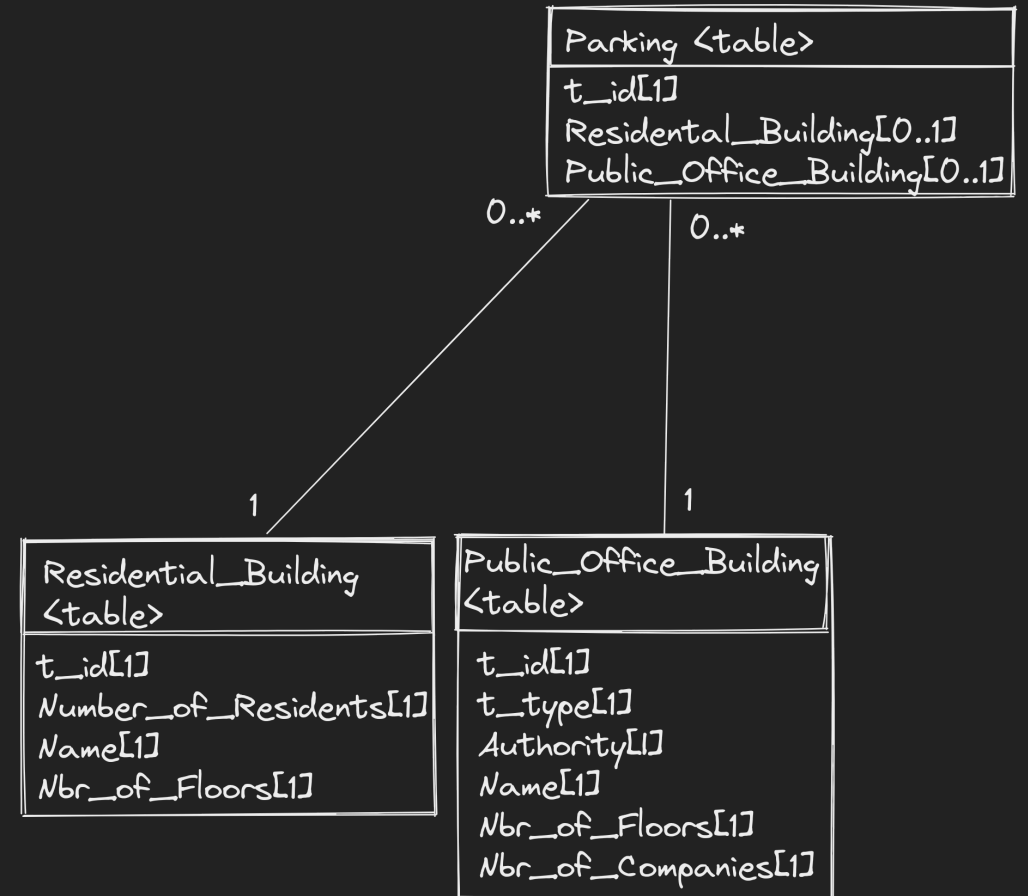 Parking <table>
t_id[1]
Residental_Building[0..1]
Public_Office_Building[0..1]
0..*
0..*
1
1
Residential_Building
<table>
t_id[1]
Number_of_Residents[1]
Name[1]
Nbr_of_Floors[1]
Public_Office_Building
<table>
t_id[1]
t_type[1]
Authority[1]
Name[1]
Nbr_of_Floors[1]
Nbr_of_Companies[1]